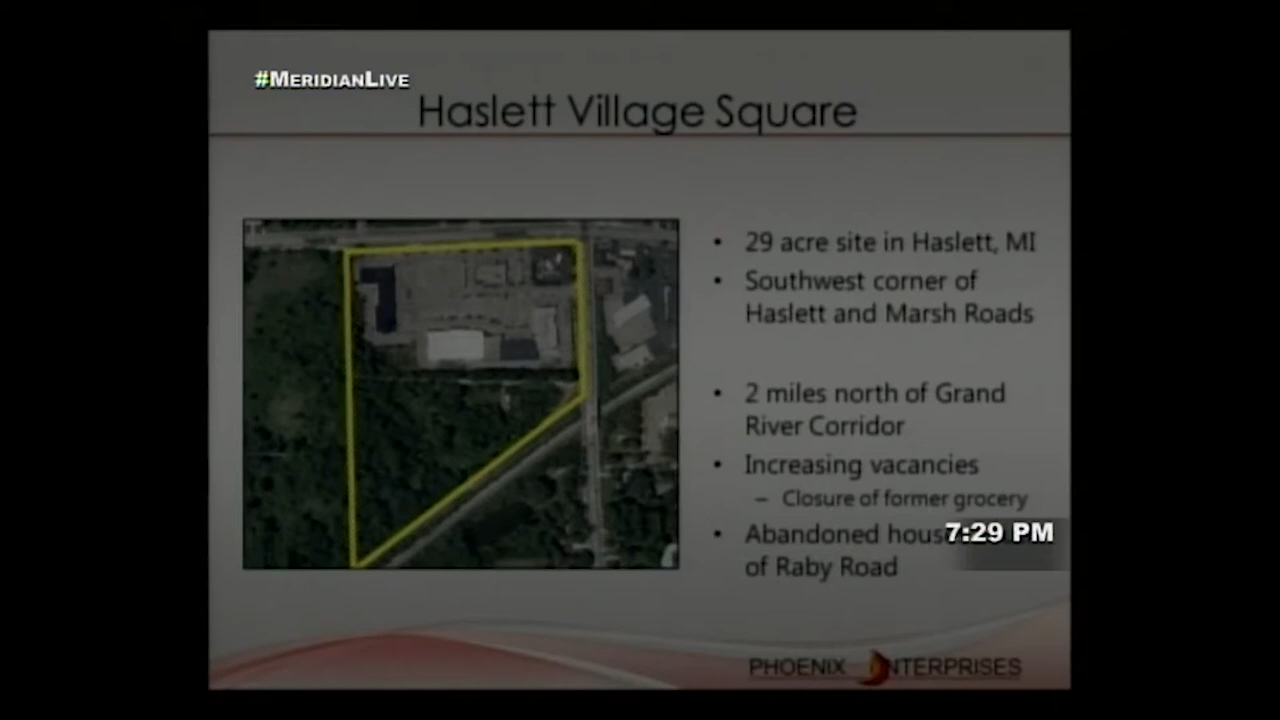 #MERIDIANLIVE
Haslett Village Square
• 29 acre site in Haslett, MI
• Southwest corner of
Haslett and Marsh Roads
• 2 miles north of Grand
River Corridor
• Increasing vacancies
– Closure of former grocery
• Abandoned hous
7:29 PM
of Raby Road
PHOENIX ENTERPRISES